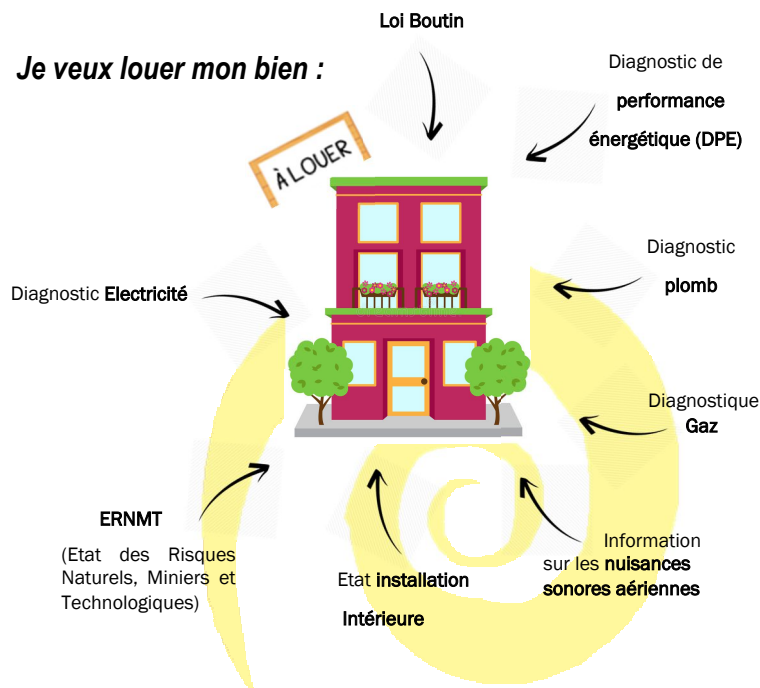 Loi Boutin
Je veux louer mon bien :
Diagnostic de
performance
énergétique (DPE)
À LOUER
Diagnostic
plomb
Diagnostic Electricité
Diagnostique
Gaz
ERNMT
(Etat des Risques
Naturels, Miniers et
Technologiques)
Information
sur les nuisances
sonores aériennes
Etat installation
Intérieure